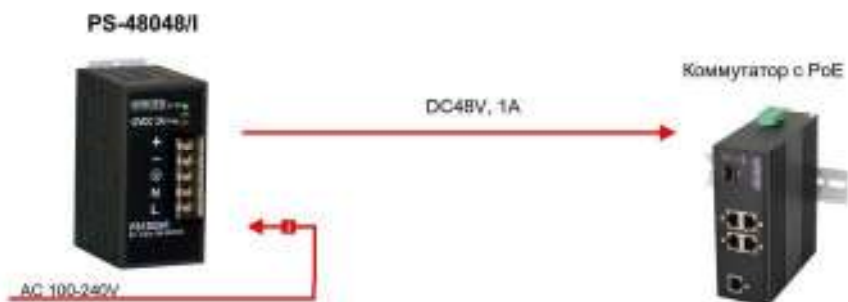 PS-48048/I
Коммутатор с PoE
DC48V, 1A
+
−
N
L
AC 100-240V